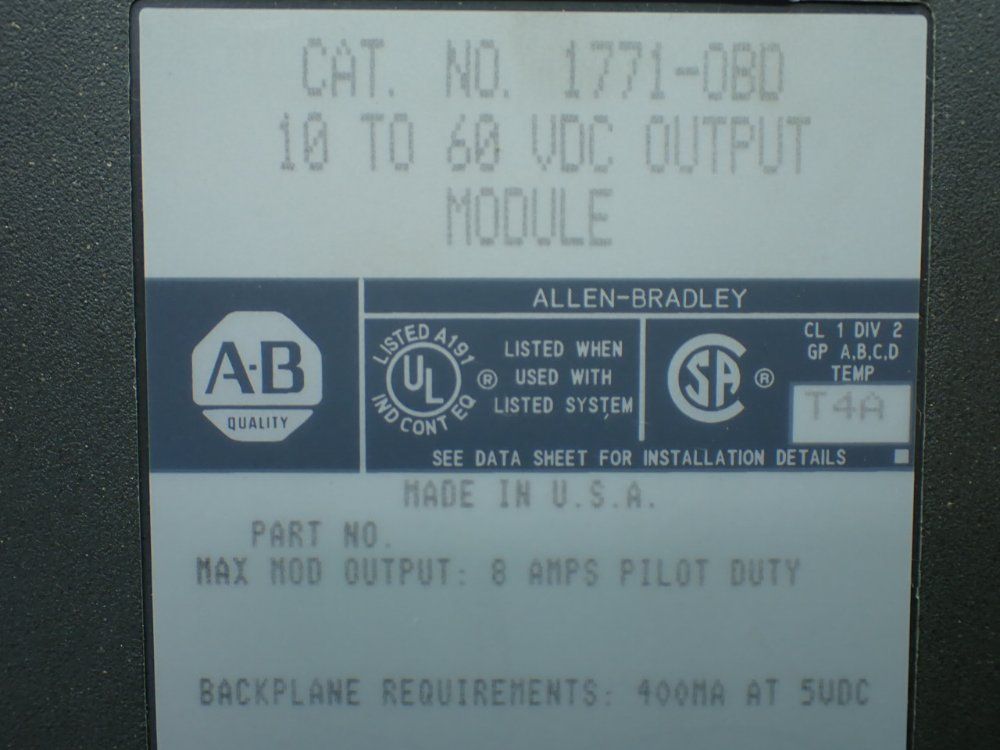 CAT. NO. 1771-OBD
10 TO 60 VDC OUTPUT
MODULE
ALLEN-BRADLEY
A-B
QUALITY
LISTED A191
UL
IND CONT EQ
®
LISTED WHEN
USED WITH
LISTED SYSTEM
SA
®
CL 1 DIV 2
GP A,B,C,D
TEMP
T4A
SEE DATA SHEET FOR INSTALLATION DETAILS
MADE IN U.S.A.
PART NO.
MAX MOD OUTPUT: 8 AMPS PILOT DUTY
BACKPLANE REQUIREMENTS: 400MA AT 5VDC